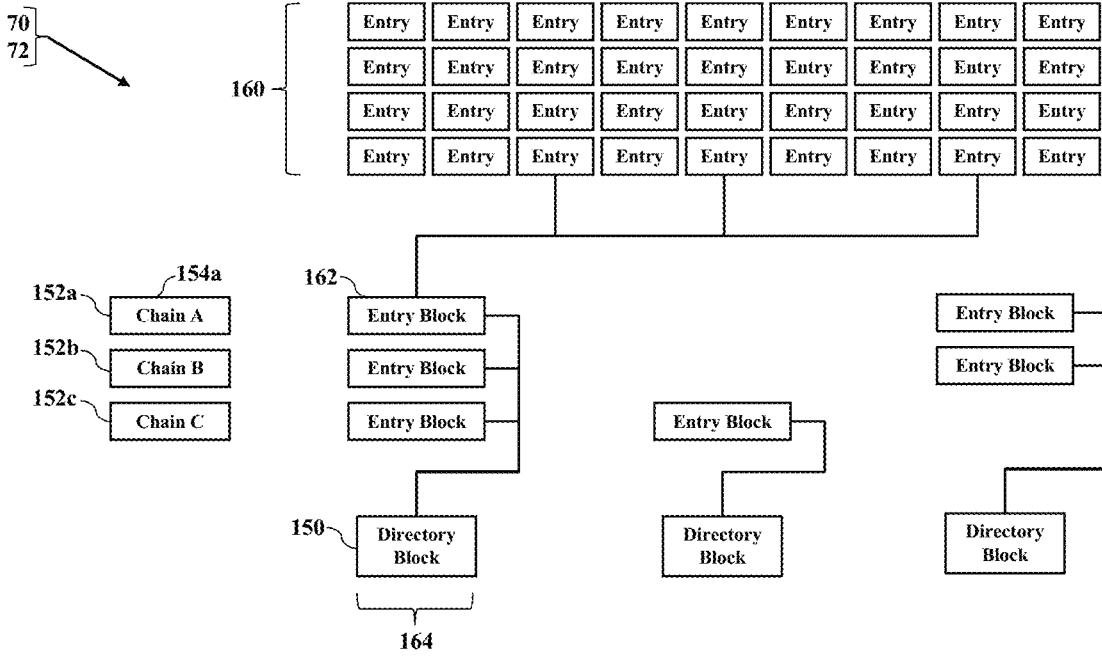 70
72
160
Entry Entry Entry Entry Entry Entry Entry Entry Entry
Entry Entry Entry Entry Entry Entry Entry Entry Entry
Entry Entry Entry Entry Entry Entry Entry Entry Entry
Entry Entry Entry Entry Entry Entry Entry Entry Entry
154a
162
152a
Chain A
Entry Block
Entry Block
152b
Chain B
Entry Block
Entry Block
152c
Chain C
Entry Block
Entry Block
150
Directory
Block
Directory
Block
Directory
Block
164